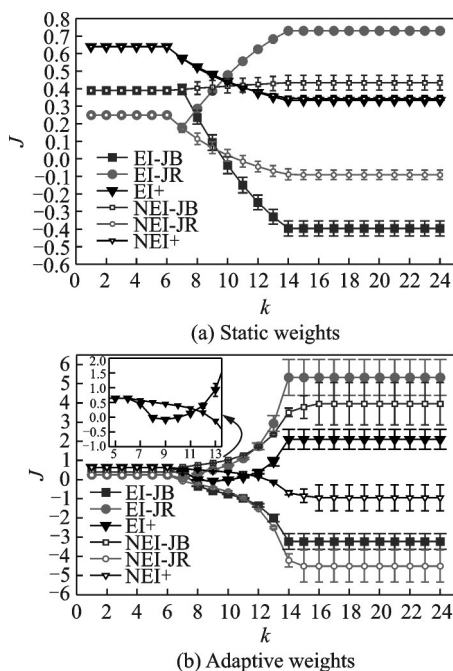 0.8
0.7
0.6
0.5
0.4
0.3
0.2
0.1
0.0
−0.1
−0.2
−0.3
−0.4
−0.5
−0.6
J
EI-JB
EI-JR
EI+
NEI-JB
NEI-JR
NEI+
0 2 4 6 8 10 12 14 16 18 20 22 24
k
(a) Static weights
2.0
1.5
1.0
0.5
0.0
−0.5
−1.0
5 7 9 11 13
6
5
4
3
2
1
0
−1
−2
−3
−4
−5
−6
J
EI-JB
EI-JR
EI+
NEI-JB
NEI-JR
NEI+
0 2 4 6 8 10 12 14 16 18 20 22 24
k
(b) Adaptive weights